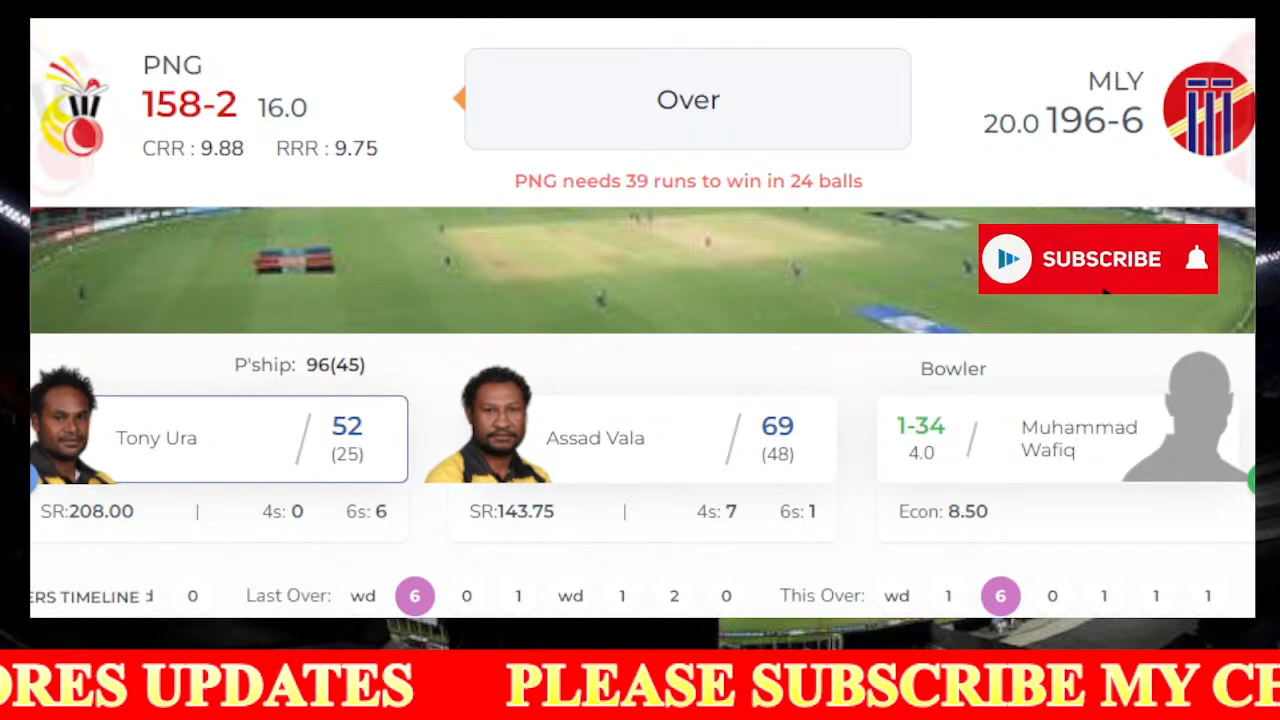 PNG
158-2 16.0
CRR : 9.88 RRR : 9.75
Over
MLY
20.0 196-6
PNG needs 39 runs to win in 24 balls
SUBSCRIBE
P'ship: 96(45)
Tony Ura / 52
(25)
SR:208.00 | 4s: 0 6s: 6
Assad Vala / 69
(48)
SR:143.75 | 4s: 7 6s: 1
Bowler
1-34 / Muhammad
4.0 Wafiq
Econ: 8.50
ERS TIMELINE 0 Last Over: wd 6 0 1 wd 1 2 0 This Over: wd 1 6 0 1 1 1
ORES UPDATES PLEASE SUBSCRIBE MY CH